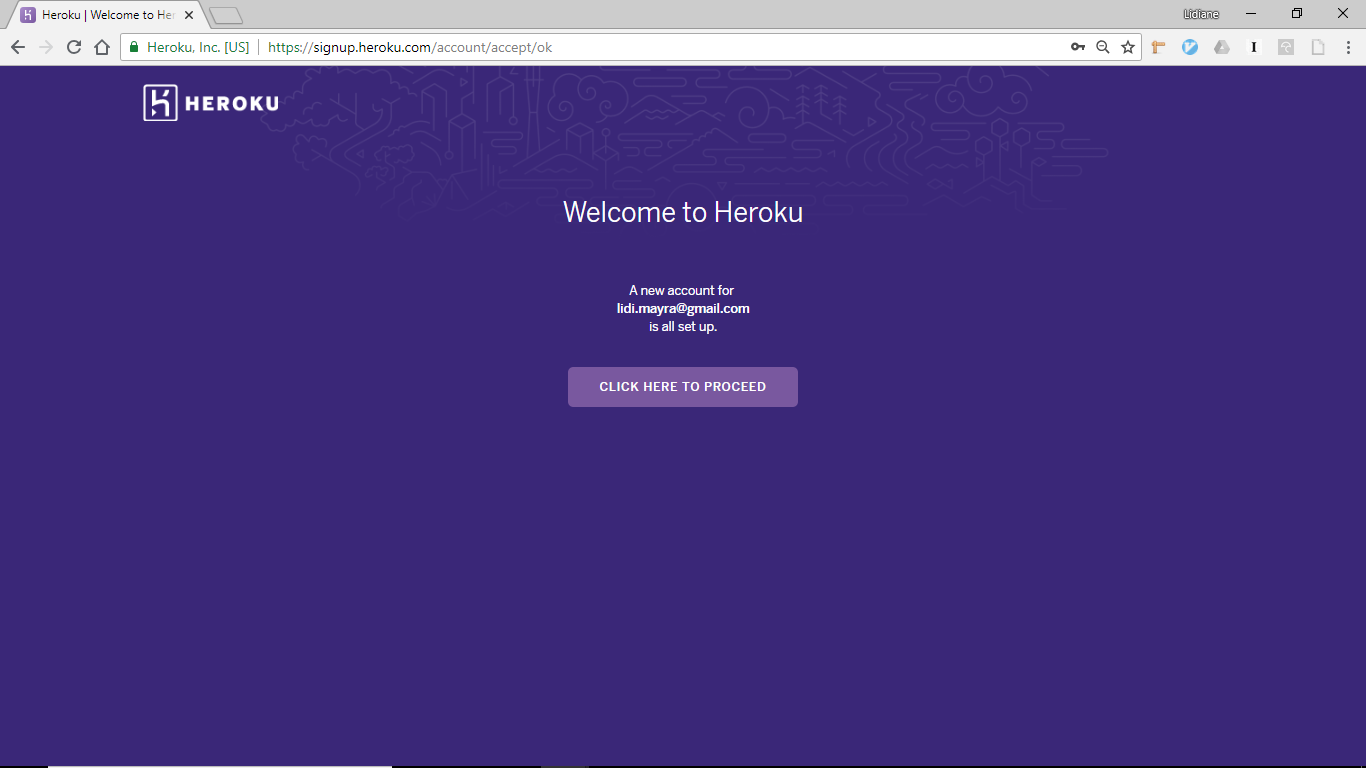 Heroku | Welcome to Her
Lidiane
Heroku, Inc. [US]
https://signup.heroku.com/account/accept/ok
HEROKU
Welcome to Heroku
A new account for
lidi.mayra@gmail.com
is all set up.
CLICK HERE TO PROCEED